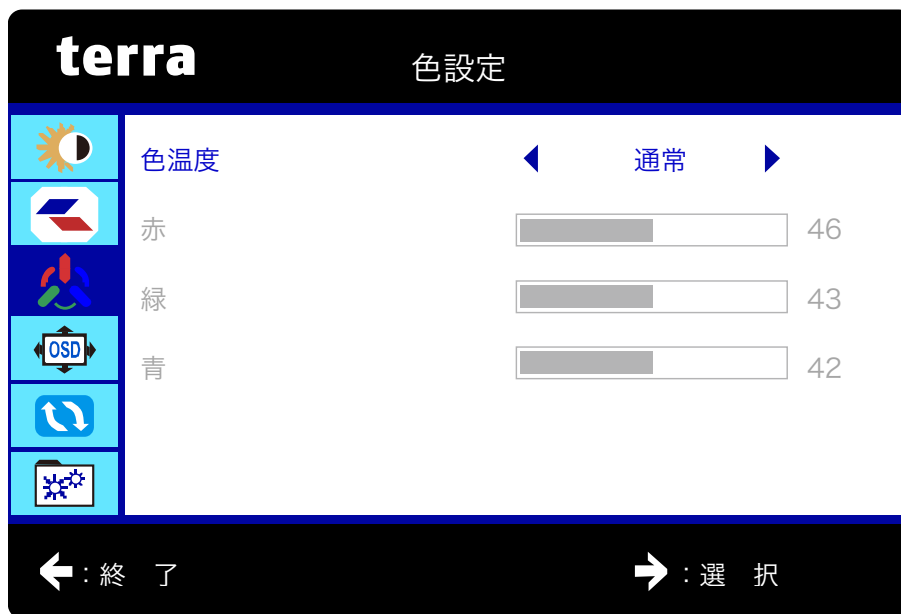 terra
色設定
色温度 通常
赤 46
緑 43
OSD
青 42
:終 了 :選 択